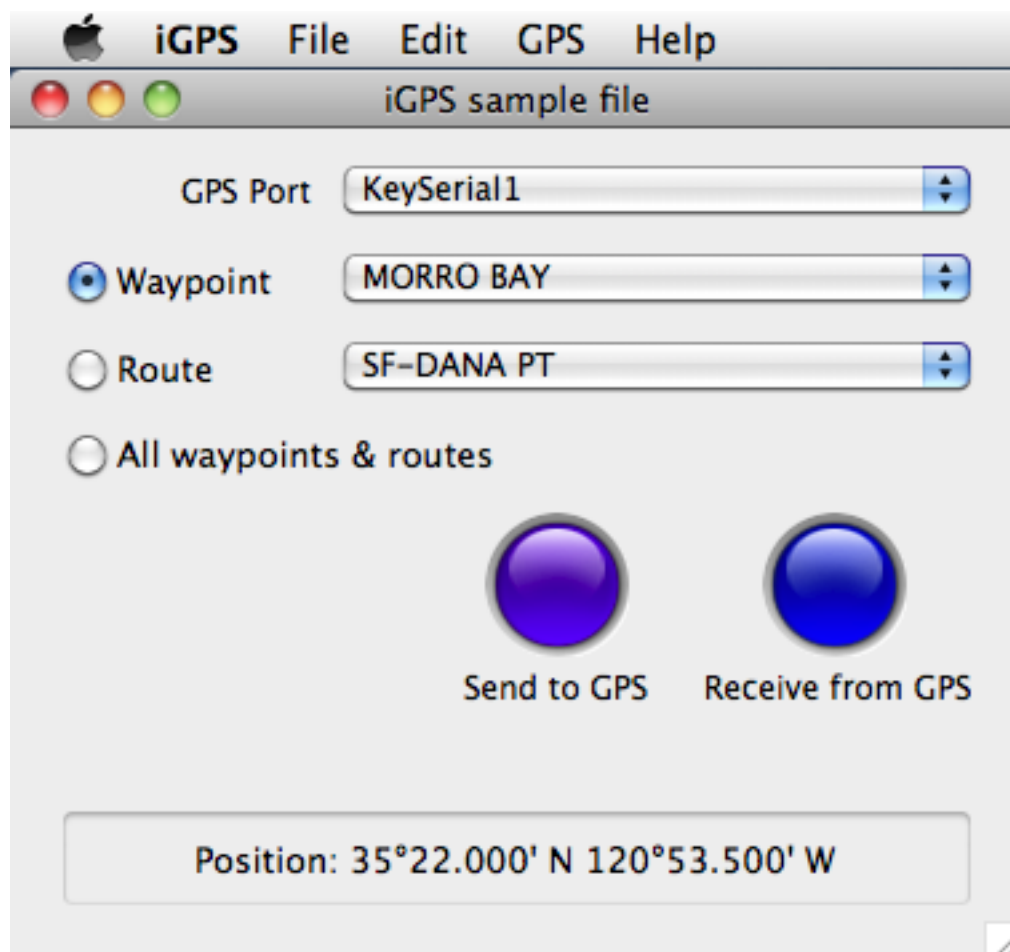 iGPS File Edit GPS Help
iGPS sample file
GPS Port KeySerial1
Waypoint MORRO BAY
Route SF-DANA PT
All waypoints & routes
Send to GPS Receive from GPS
Position: 35°22.000' N 120°53.500' W